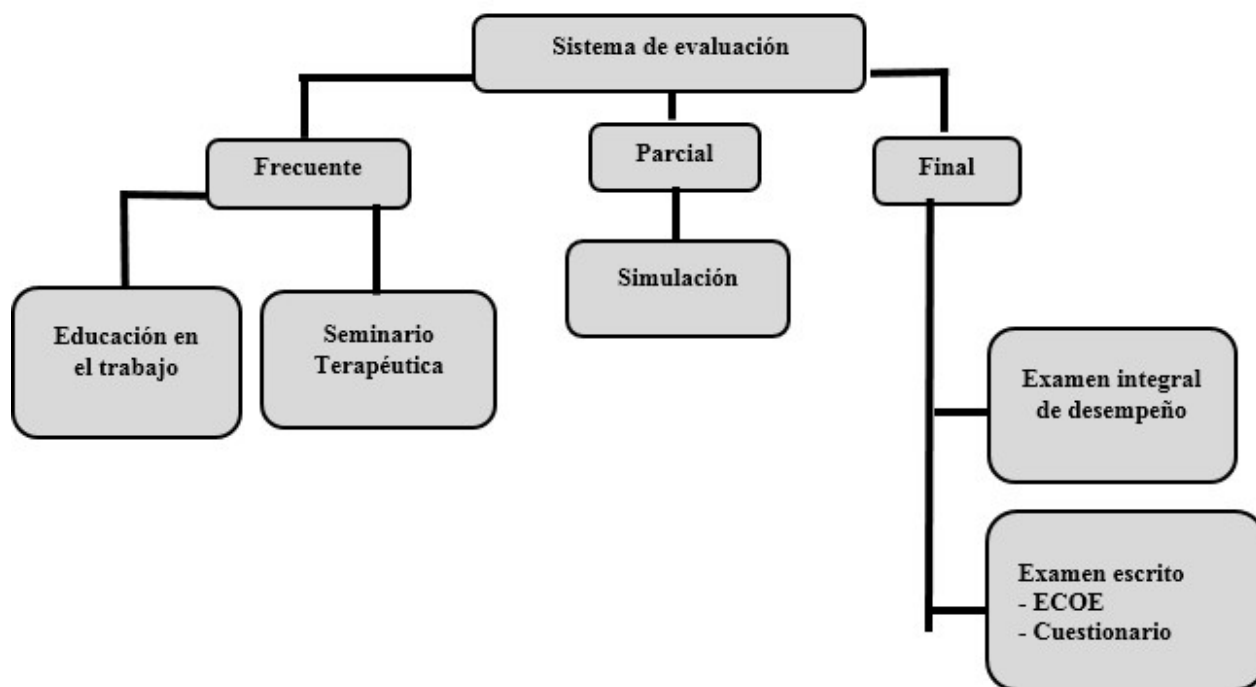 Sistema de evaluación
Frecuente
Parcial
Final
Educación en
el trabajo
Seminario
Terapéutica
Simulación
Examen integral
de desempeño
Examen escrito
- ECOE
- Cuestionario